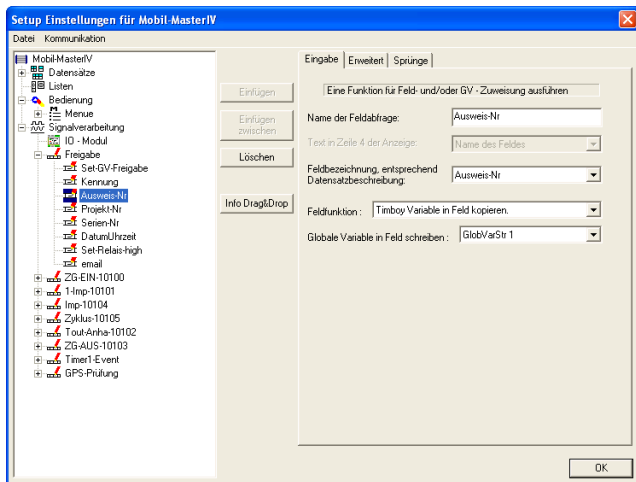 Setup Einstellungen für Mobil-MasterIV
Datei Kommunikation
Mobil-MasterIV
Datensätze
Listen
Bedienung
Menue
Signalverarbeitung
IO - Modul
Freigabe
Set-GV-Freigabe
Kennung
Ausweis-Nr
Projekt-Nr
Serien-Nr
DatumUhrzeit
Set-Relais-high
email
ZG-EIN-10100
1-Imp-10101
Imp-10104
Zyklus-10105
Tout-Anha-10102
ZG-AUS-10103
Timer1-Event
GPS-Prüfung
Einfügen
Einfügen
zwischen
Löschen
Info Drag&Drop
Eingabe Erweitert Sprünge
Eine Funktion für Feld- und/oder GV - Zuweisung ausführen
Name der Feldabfrage: Ausweis-Nr
Text in Zeile 4 der Anzeige: Name des Feldes
Feldbezeichnung, entsprechend
Datensatzbeschreibung: Ausweis-Nr
Feldfunktion : Timboy Variable in Feld kopieren.
Globale Variable in Feld schreiben : GlobVarStr 1
OK